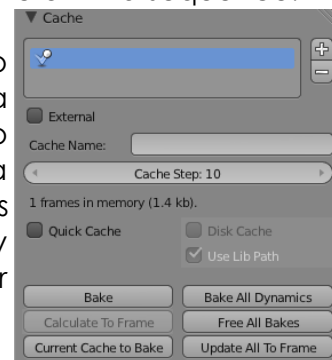 Cache
External
Cache Name:
Cache Step: 10
1 frames in memory (1.4 kb).
Quick Cache
Disk Cache
Use Lib Path
Bake
Bake All Dynamics
Calculate To Frame
Free All Bakes
Current Cache to Bake
Update All To Frame